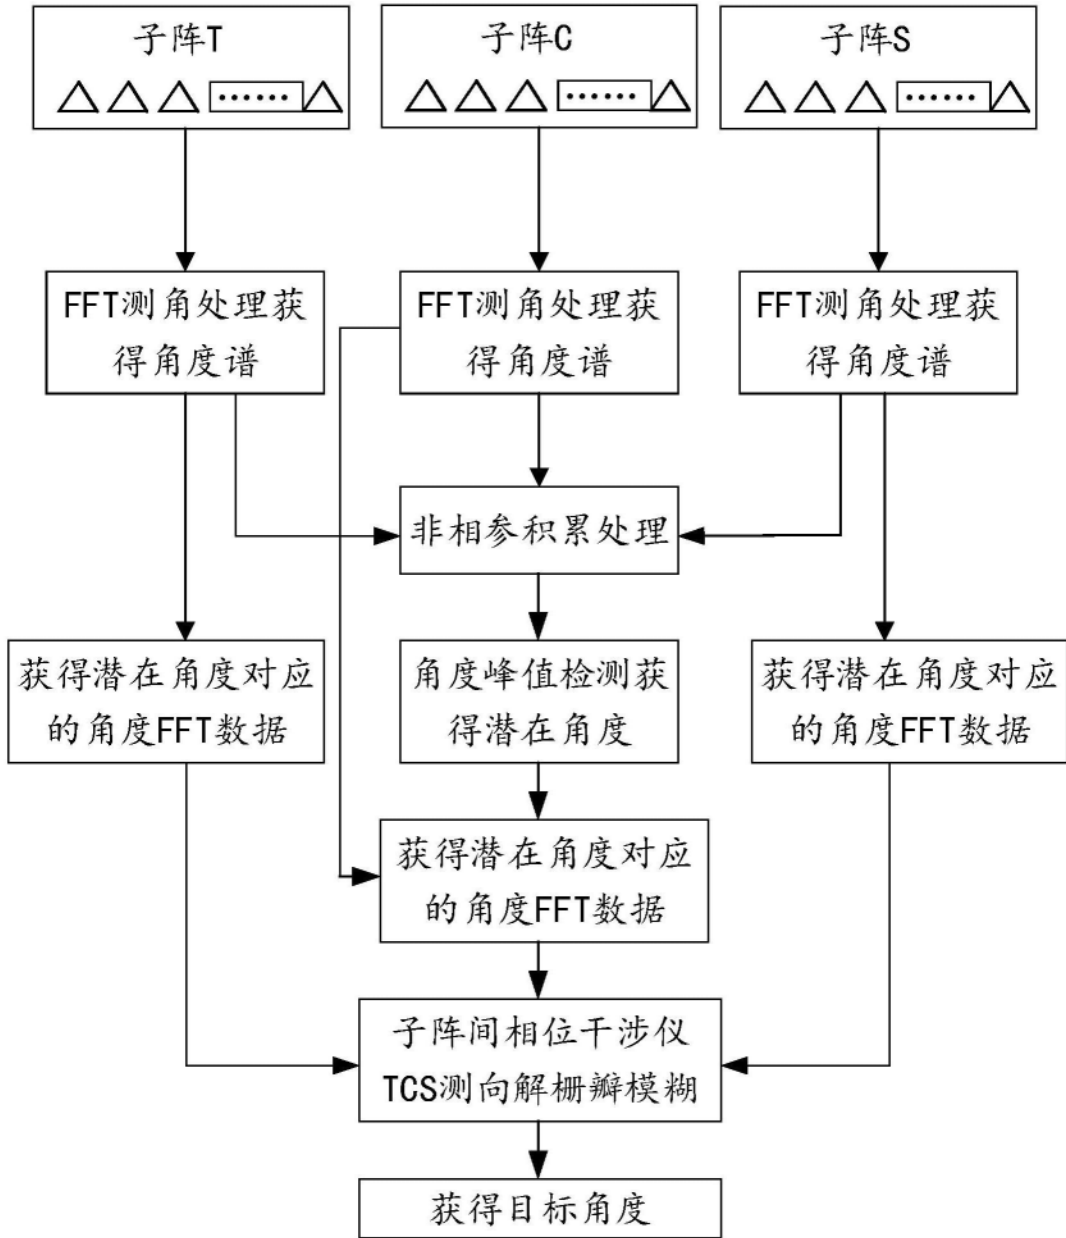 子阵T
......
子阵C
......
子阵S
......
FFT测角处理获
得角度谱
FFT测角处理获
得角度谱
FFT测角处理获
得角度谱
非相参积累处理
获得潜在角度对应
的角度FFT数据
角度峰值检测获
得潜在角度
获得潜在角度对应
的角度FFT数据
获得潜在角度对应
的角度FFT数据
子阵间相位干涉仪
TCS测向解栅瓣模糊
获得目标角度